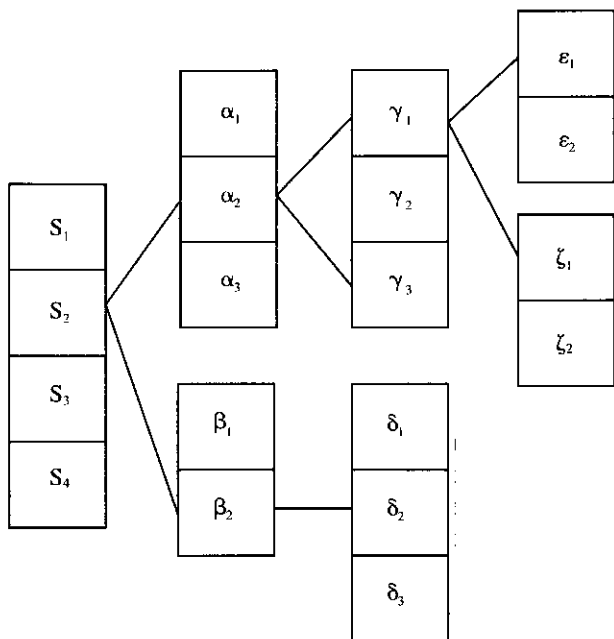 S₁
S₂
S₃
S₄
α₁
α₂
α₃
β₁
β₂
γ₁
γ₂
γ₃
δ₁
δ₂
δ₃
ε₁
ε₂
ζ₁
ζ₂